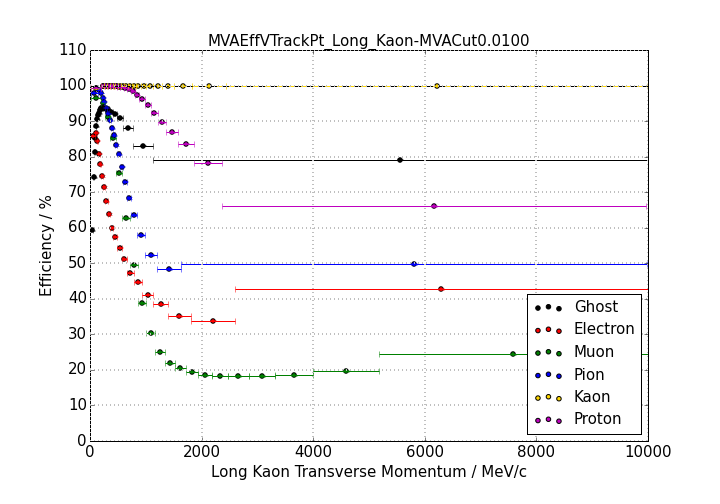 MVAEffVTrackPt_Long_Kaon-MVACut0.0100
110
100
90
80
70
60
50
40
30
20
10
0
Efficiency / %
Ghost
Electron
Muon
Pion
Kaon
Proton
0 2000 4000 6000 8000 10000
Long Kaon Transverse Momentum / MeV/c